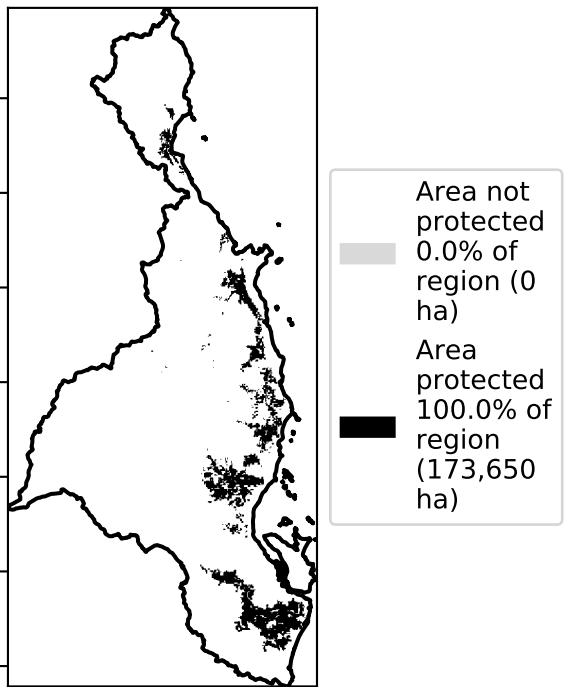 Area not
protected
0.0% of
region (0
ha)
Area
protected
100.0% of
region
(173,650
ha)